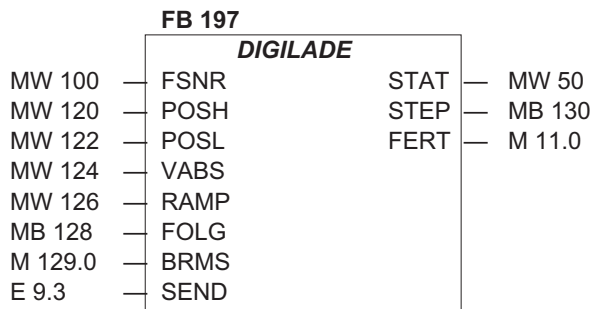 FB 197
DIGILADE
MW 100 — FSNR STAT — MW 50
MW 120 — POSH STEP — MB 130
MW 122 — POSL FERT — M 11.0
MW 124 — VABS
MW 126 — RAMP
MB 128 — FOLG
M 129.0 — BRMS
E 9.3 — SEND